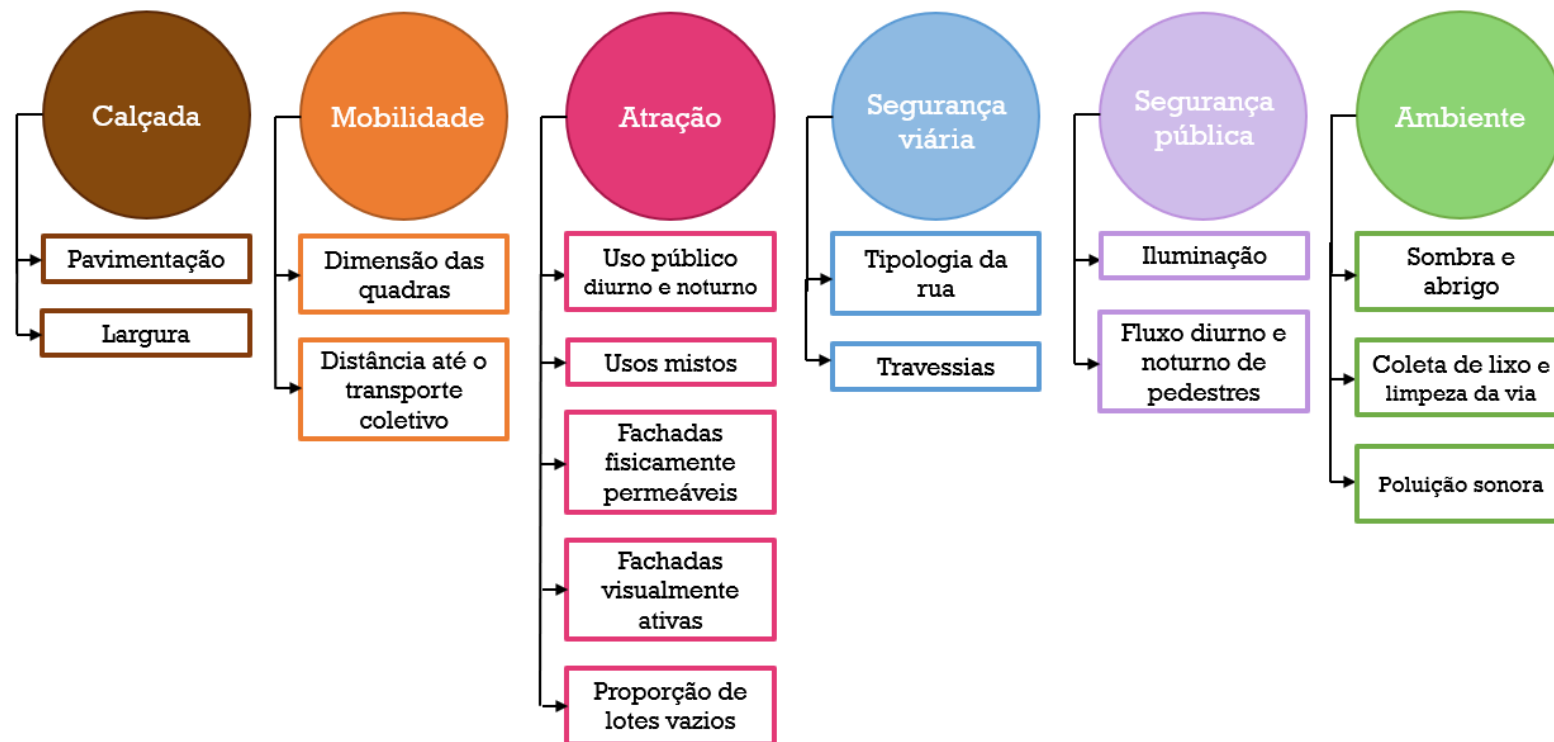 Calçada
Pavimentação
Largura
Mobilidade
Dimensão das
quadras
Distância até o
transporte
coletivo
Atração
Uso público
diurno e noturno
Usos mistos
Fachadas
fisicamente
permeáveis
Fachadas
visualmente
ativas
Proporção de
lotes vazios
Segurança
viária
Tipologia da
rua
Travessias
Segurança
pública
Iluminação
Fluxo diurno e
noturno de
pedestres
Ambiente
Sombra e
abrigo
Coleta de lixo e
limpeza da via
Poluição sonora